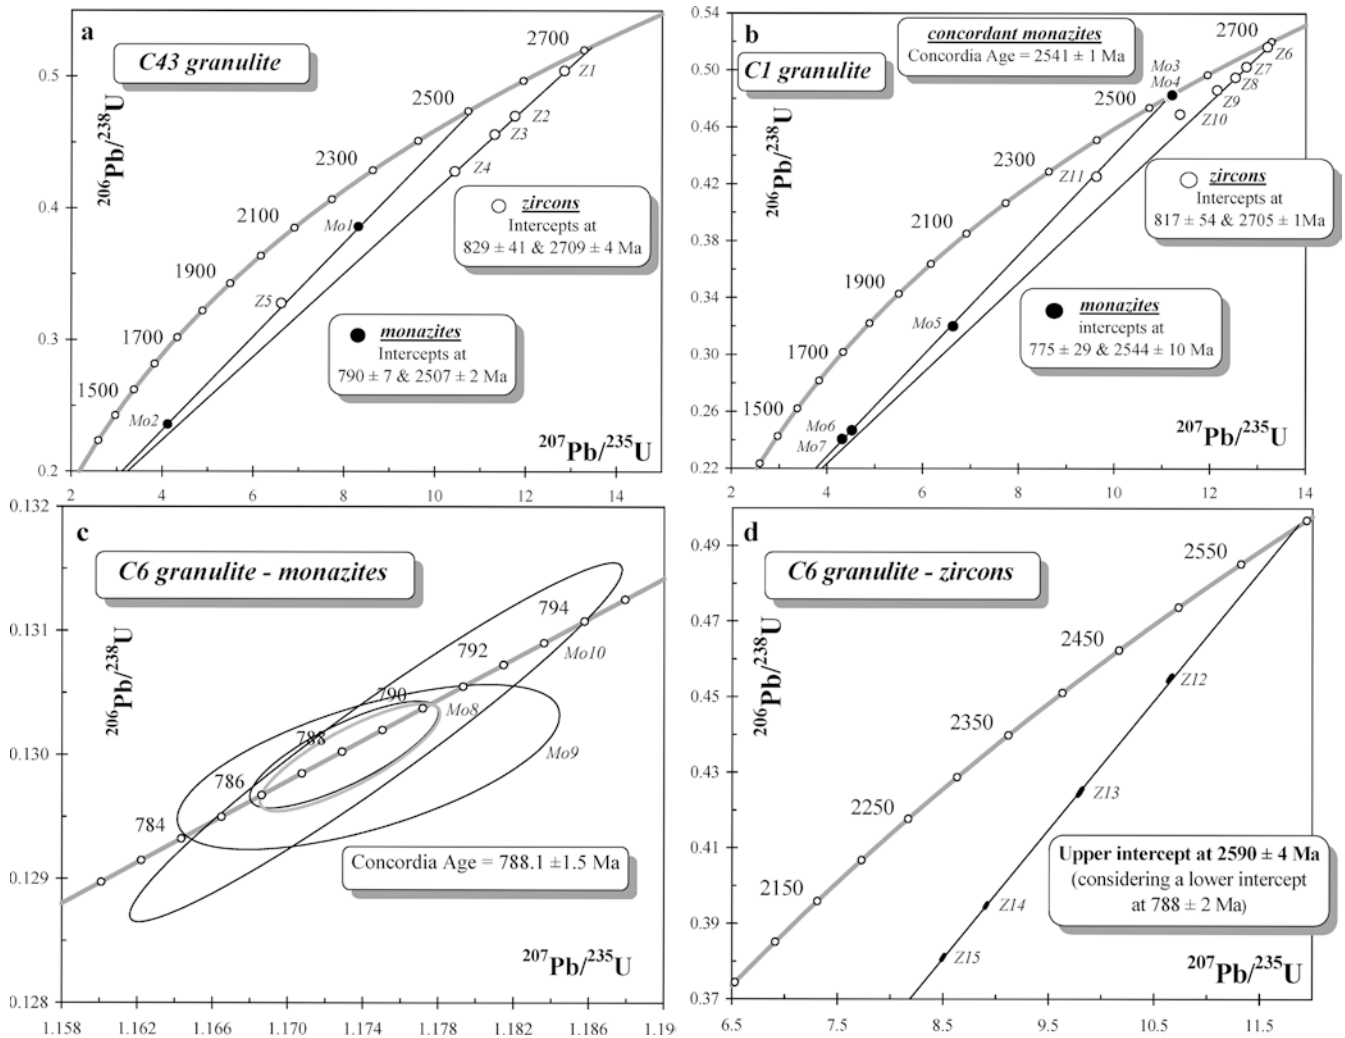 a
C43 granulite
206Pb/238U
0.5
0.4
0.3
0.2
2700
2500
2300
2100
1900
1700
1500
Z1
Z2
Z3
Z4
Mo1
Z5
Mo2
zircons
Intercepts at
829 ± 41 & 2709 ± 4 Ma
monazites
Intercepts at
790 ± 7 & 2507 ± 2 Ma
207Pb/235U
2 4 6 8 10 12 14
b
concordant monazites
Concordia Age = 2541 ± 1 Ma
C1 granulite
206Pb/238U
0.54
0.50
0.46
0.42
0.38
0.34
0.30
0.26
0.22
2700
2500
2300
2100
1900
1700
1500
Z6
Z7
Z8
Z9
Z10
Mo3
Mo4
Z11
Mo5
Mo6
Mo7
zircons
Intercepts at
817 ± 54 & 2705 ± 1Ma
monazites
intercepts at
775 ± 29 & 2544 ± 10 Ma
207Pb/235U
2 4 6 8 10 12 14
c
C6 granulite - monazites
206Pb/238U
0.132
0.131
0.130
0.129
0.128
794
792
790
788
786
784
Mo10
Mo8
Mo9
Concordia Age = 788.1 ±1.5 Ma
207Pb/235U
1.158 1.162 1.166 1.170 1.174 1.178 1.182 1.186 1.19
d
C6 granulite - zircons
206Pb/238U
0.49
0.47
0.45
0.43
0.41
0.39
0.37
2550
2450
2350
2250
2150
Z12
Z13
Z14
Z15
Upper intercept at 2590 ± 4 Ma
(considering a lower intercept
at 788 ± 2 Ma)
207Pb/235U
6.5 7.5 8.5 9.5 10.5 11.5